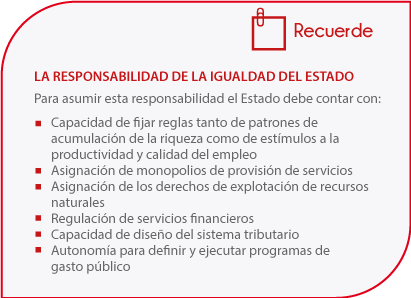 Recuerde
LA RESPONSABILIDAD DE LA IGUALDAD DEL ESTADO
Para asumir esta responsabilidad el Estado debe contar con:
Capacidad de fijar reglas tanto de patrones de
acumulación de la riqueza como de estímulos a la
productividad y calidad del empleo
Asignación de monopolios de provisión de servicios
Asignación de los derechos de explotación de recursos
naturales
Regulación de servicios financieros
Capacidad de diseño del sistema tributario
Autonomía para definir y ejecutar programas de
gasto público